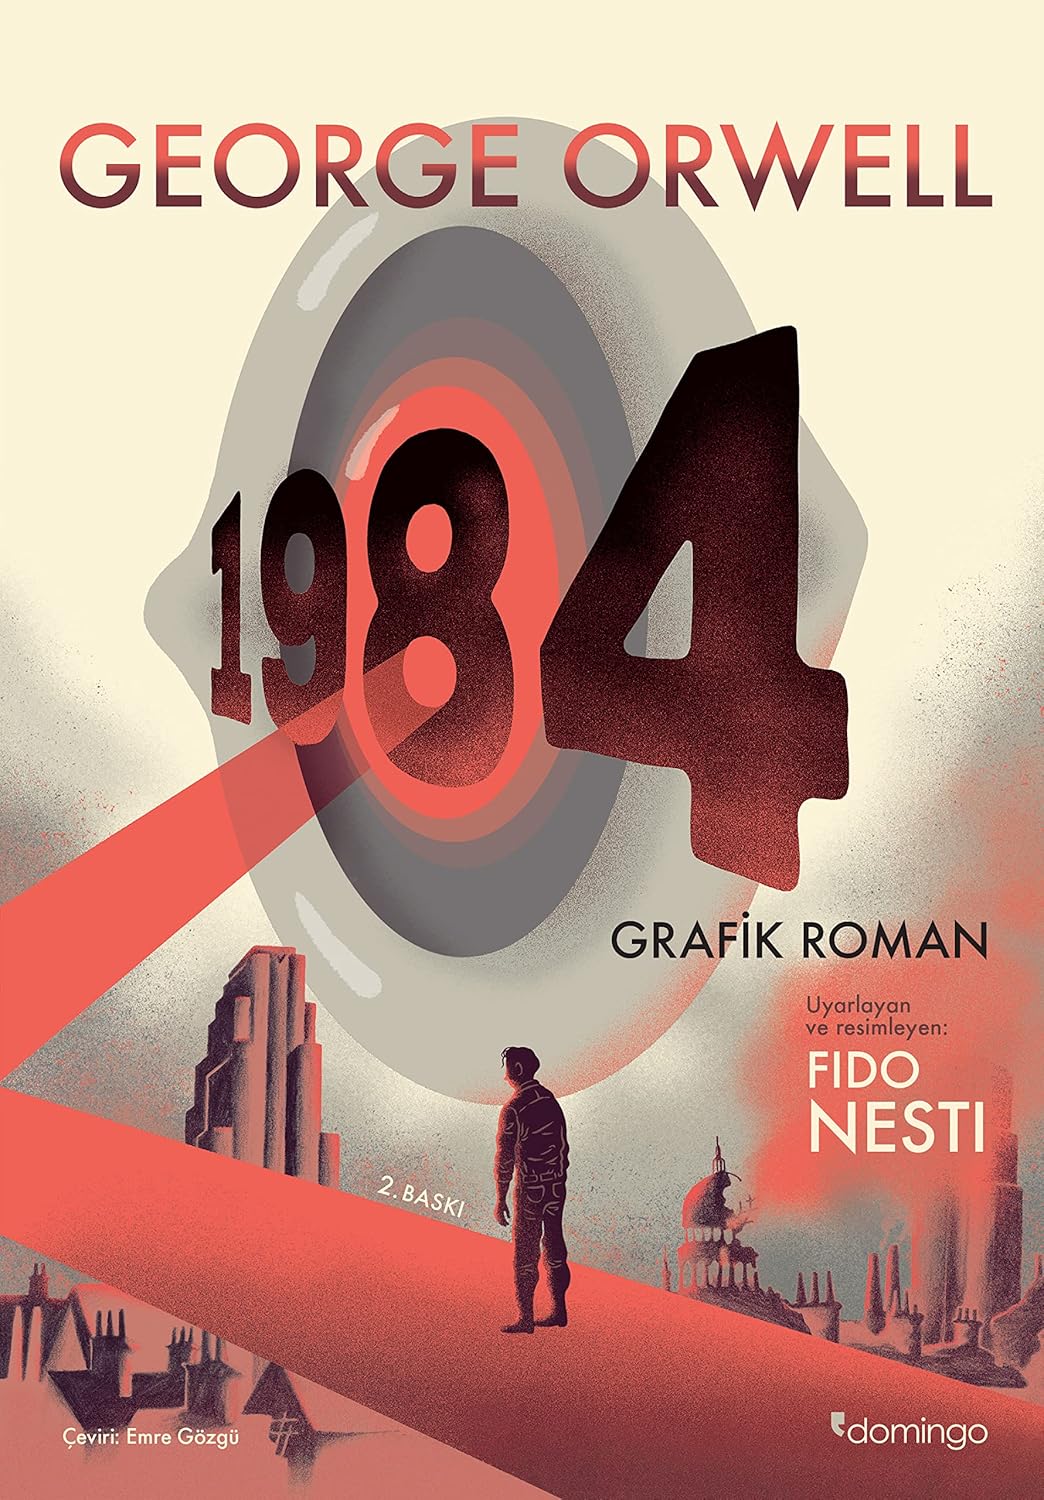 GEORGE ORWELL
1984
GRAFİK ROMAN
Uyarlayan
ve resimleyen:
FIDO
NESTI
2. BASKI
Çeviri: Emre Gözgü
domingo